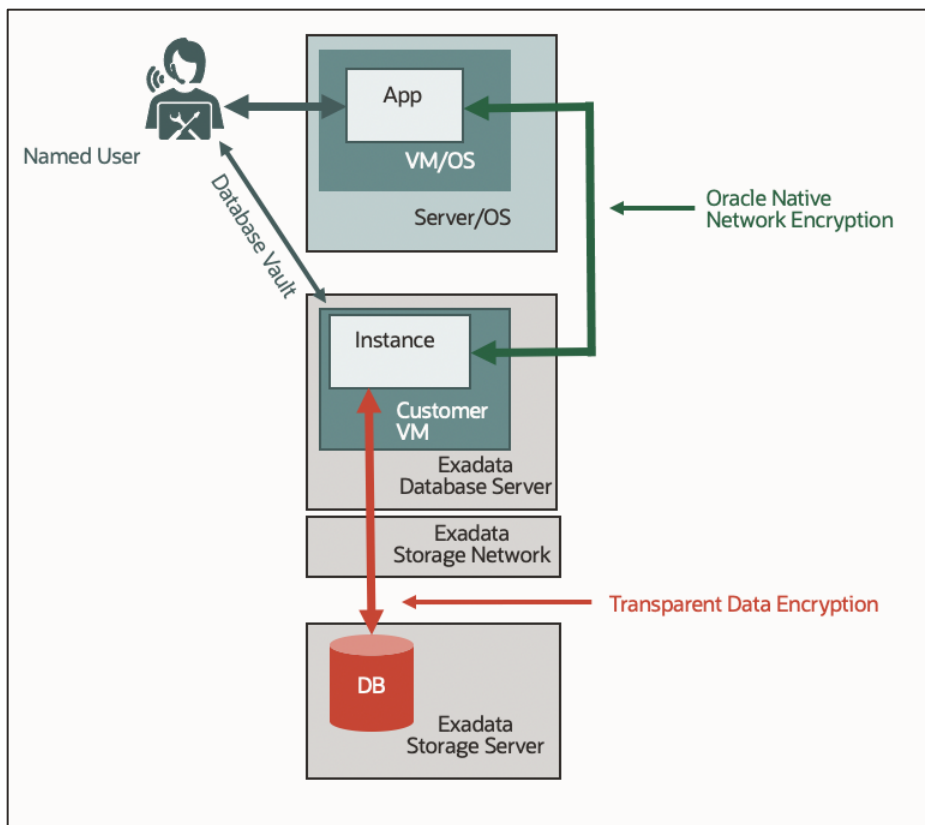 App
Named User
VM/OS
Server/OS
Oracle Native
Network Encryption
Database Vault
Instance
Customer
VM
Exadata
Database Server
Exadata
Storage Network
Transparent Data Encryption
DB
Exadata
Storage Server